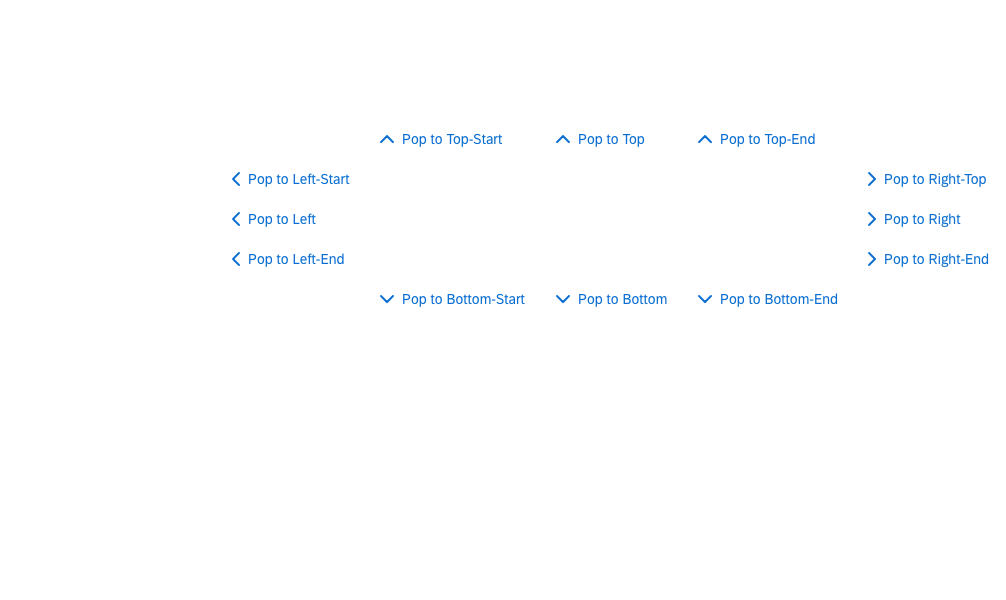 Pop to Top-Start
Pop to Top
Pop to Top-End
Pop to Left-Start
Pop to Right-Top
Pop to Left
Pop to Right
Pop to Left-End
Pop to Right-End
Pop to Bottom-Start
Pop to Bottom
Pop to Bottom-End